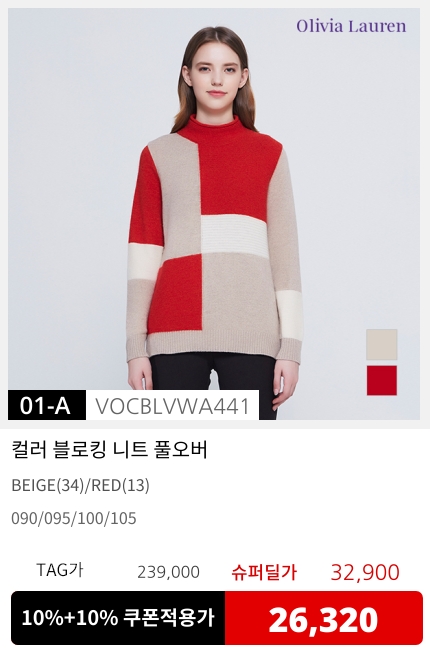 Olivia Lauren
01-A VOCBLVWA441
컬러 블로킹 니트 풀오버
BEIGE(34)/RED(13)
090/095/100/105
TAG가 239,000 슈퍼딜가 32,900
10%+10% 쿠폰적용가 26,320